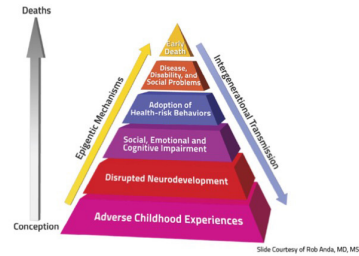 Deaths
Early
Death
Disease,
Disability, and
Social Problems
Adoption of
Health-risk Behaviors
Social, Emotional and
Cognitive Impairment
Disrupted Neurodevelopment
Adverse Childhood Experiences
Epigentic Mechanisms
Intergenerational Transmission
Conception
Slide Courtesy of Rob Anda, MD, MS